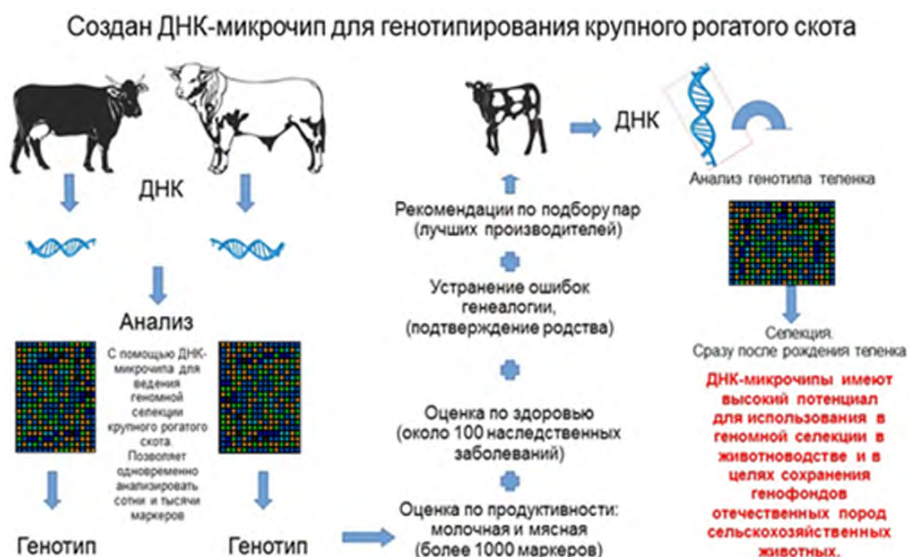 Создан ДНК-микрочип для генотипирования крупного рогатого скота
ДНК
Анализ
С помощью ДНК-
микрочипа для
ведения
геномной
селекции
крупного рогатого
скота.
Позволяет
одновременно
анализировать
сотни и тысячи
маркеров
Генотип
Генотип
Оценка по продуктивности:
молочная и мясная
(более 1000 маркеров)
Оценка по здоровью
(около 100 наследственных
заболеваний)
Устранение ошибок
генеалогии,
(подтверждение родства)
Рекомендации по подбору пар
(лучших производителей)
ДНК
Анализ генотипа теленка
Селекция.
Сразу после рождения теленка
ДНК-микрочипы имеют
высокий потенциал
для использования в
геномной селекции в
животноводстве и в
целях сохранения
генофондов
отечественных пород
сельскохозяйственных
животных.